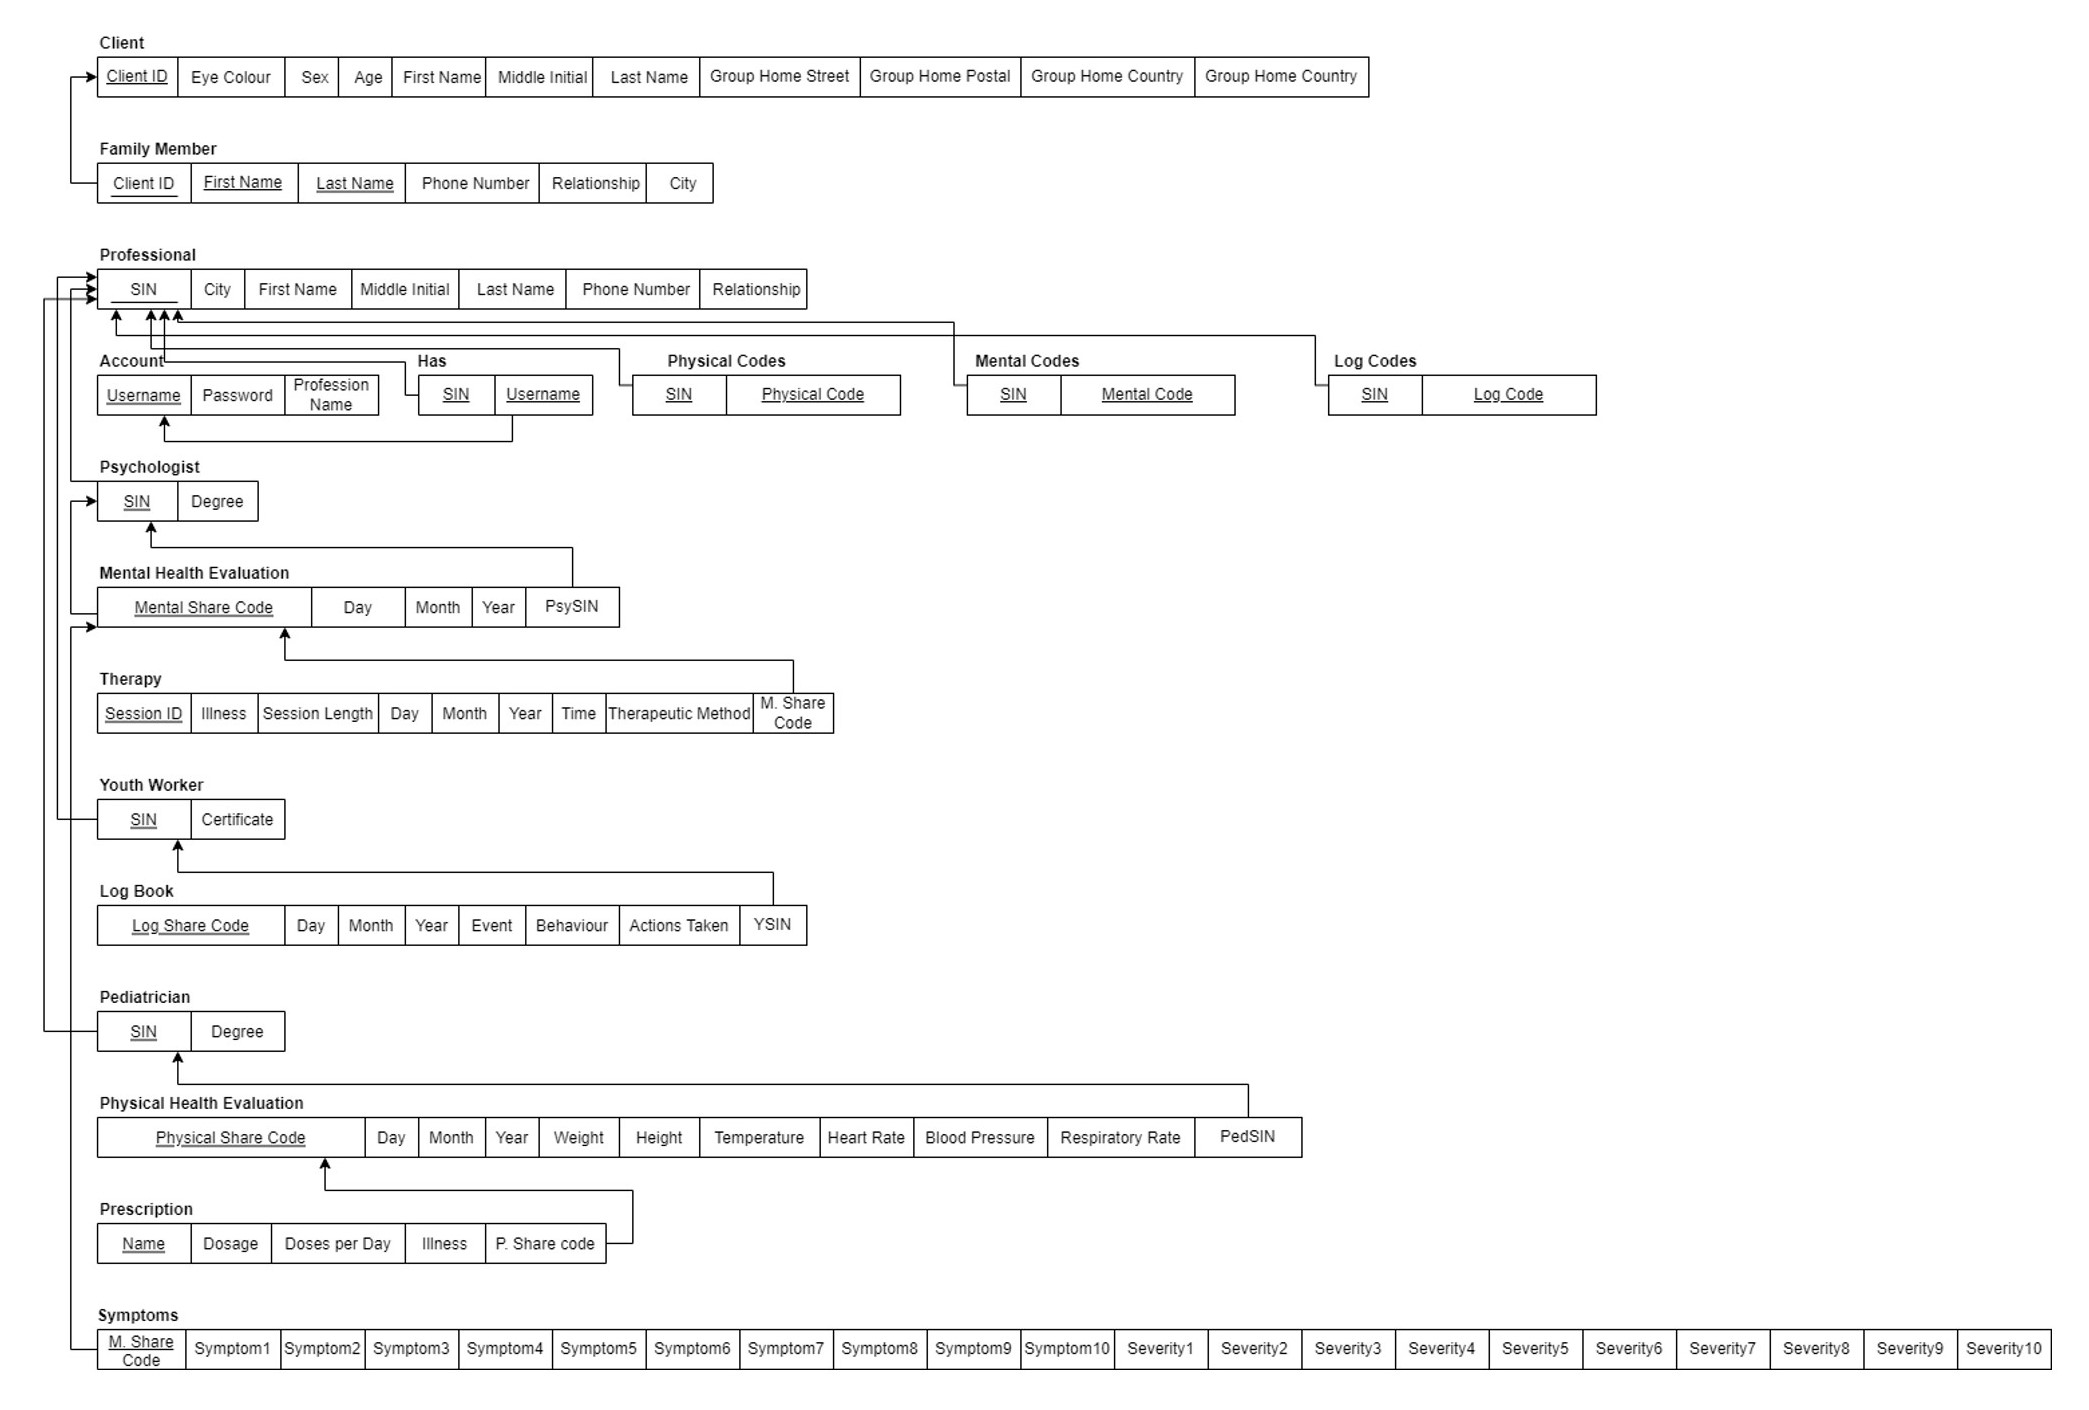 Client
Client ID Eye Colour Sex Age First Name Middle Initial Last Name Group Home Street Group Home Postal Group Home Country Group Home Country
Family Member
Client ID First Name Last Name Phone Number Relationship City
Professional
SIN City First Name Middle Initial Last Name Phone Number Relationship
Account Has Physical Codes Mental Codes Log Codes
Username Password Profession Name SIN Username SIN Physical Code SIN Mental Code SIN Log Code
Psychologist
SIN Degree
Mental Health Evaluation
Mental Share Code Day Month Year PsySIN
Therapy
Session ID Illness Session Length Day Month Year Time Therapeutic Method M. Share Code
Youth Worker
SIN Certificate
Log Book
Log Share Code Day Month Year Event Behaviour Actions Taken YSIN
Pediatrician
SIN Degree
Physical Health Evaluation
Physical Share Code Day Month Year Weight Height Temperature Heart Rate Blood Pressure Respiratory Rate PedSIN
Prescription
Name Dosage Doses per Day Illness P. Share code
Symptoms
M. Share Code Symptom1 Symptom2 Symptom3 Symptom4 Symptom5 Symptom6 Symptom7 Symptom8 Symptom9 Symptom10 Severity1 Severity2 Severity3 Severity4 Severity5 Severity6 Severity7 Severity8 Severity9 Severity10